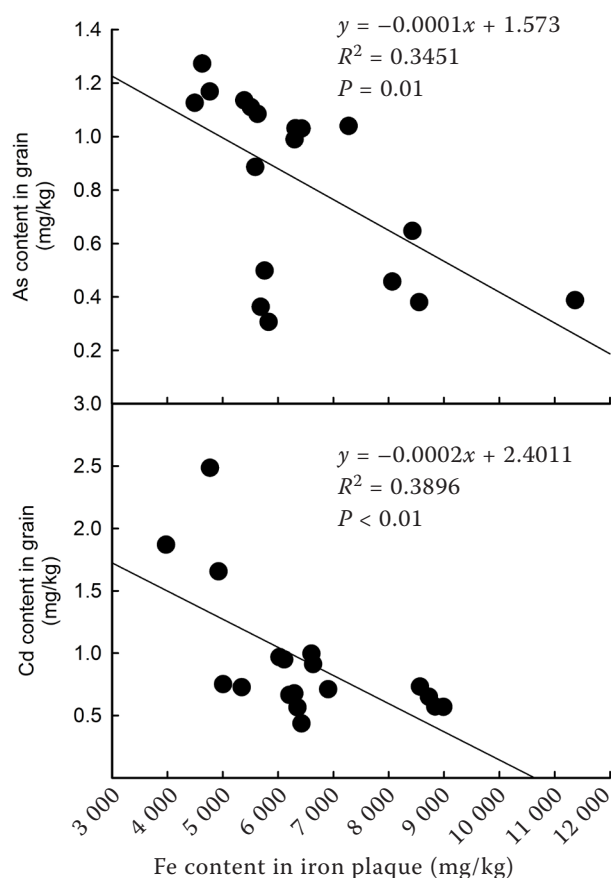 y = −0.0001x + 1.573
R² = 0.3451
P = 0.01
As content in grain
(mg/kg)
1.4
1.2
1.0
0.8
0.6
0.4
0.2
3.0
y = −0.0002x + 2.4011
R² = 0.3896
P < 0.01
Cd content in grain
(mg/kg)
2.5
2.0
1.5
1.0
0.5
3 000
4 000
5 000
6 000
7 000
8 000
9 000
10 000
11 000
12 000
Fe content in iron plaque (mg/kg)